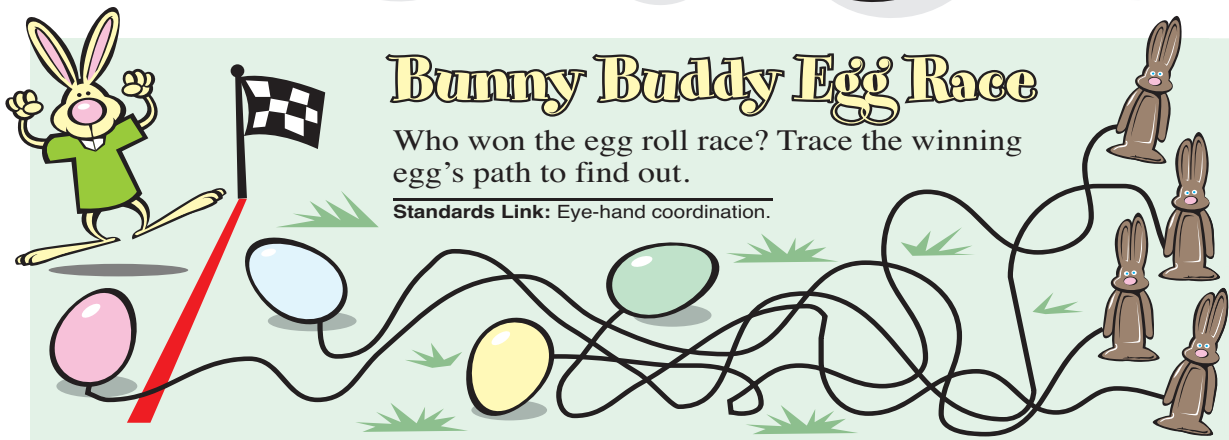 Bunny Buddy Egg Race
Who won the egg roll race? Trace the winning
egg's path to find out.
Standards Link: Eye-hand coordination.